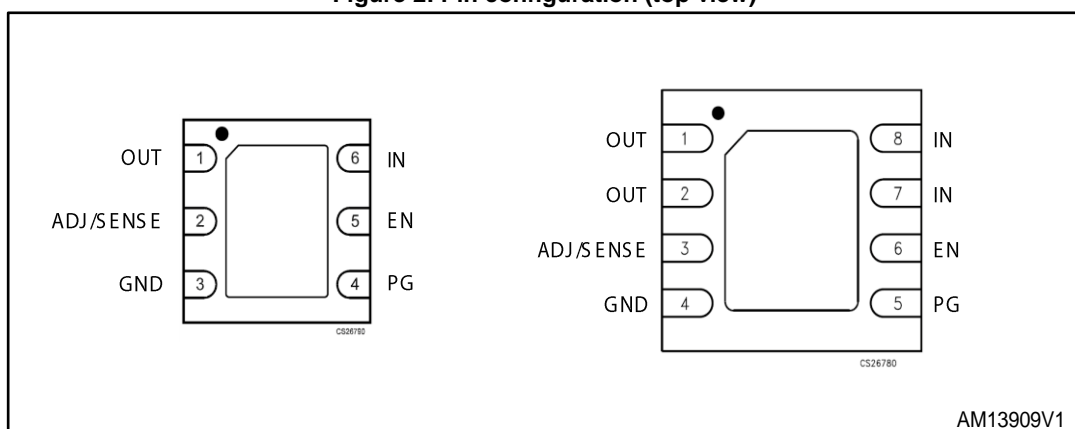 Figure 2. Pin configuration (top view)
OUT 1 6 IN
ADJ/SENSE 2 5 EN
GND 3 4 PG
CS26790
OUT 1 8 IN
OUT 2 7 IN
ADJ/SENSE 3 6 EN
GND 4 5 PG
CS26780
AM13909V1